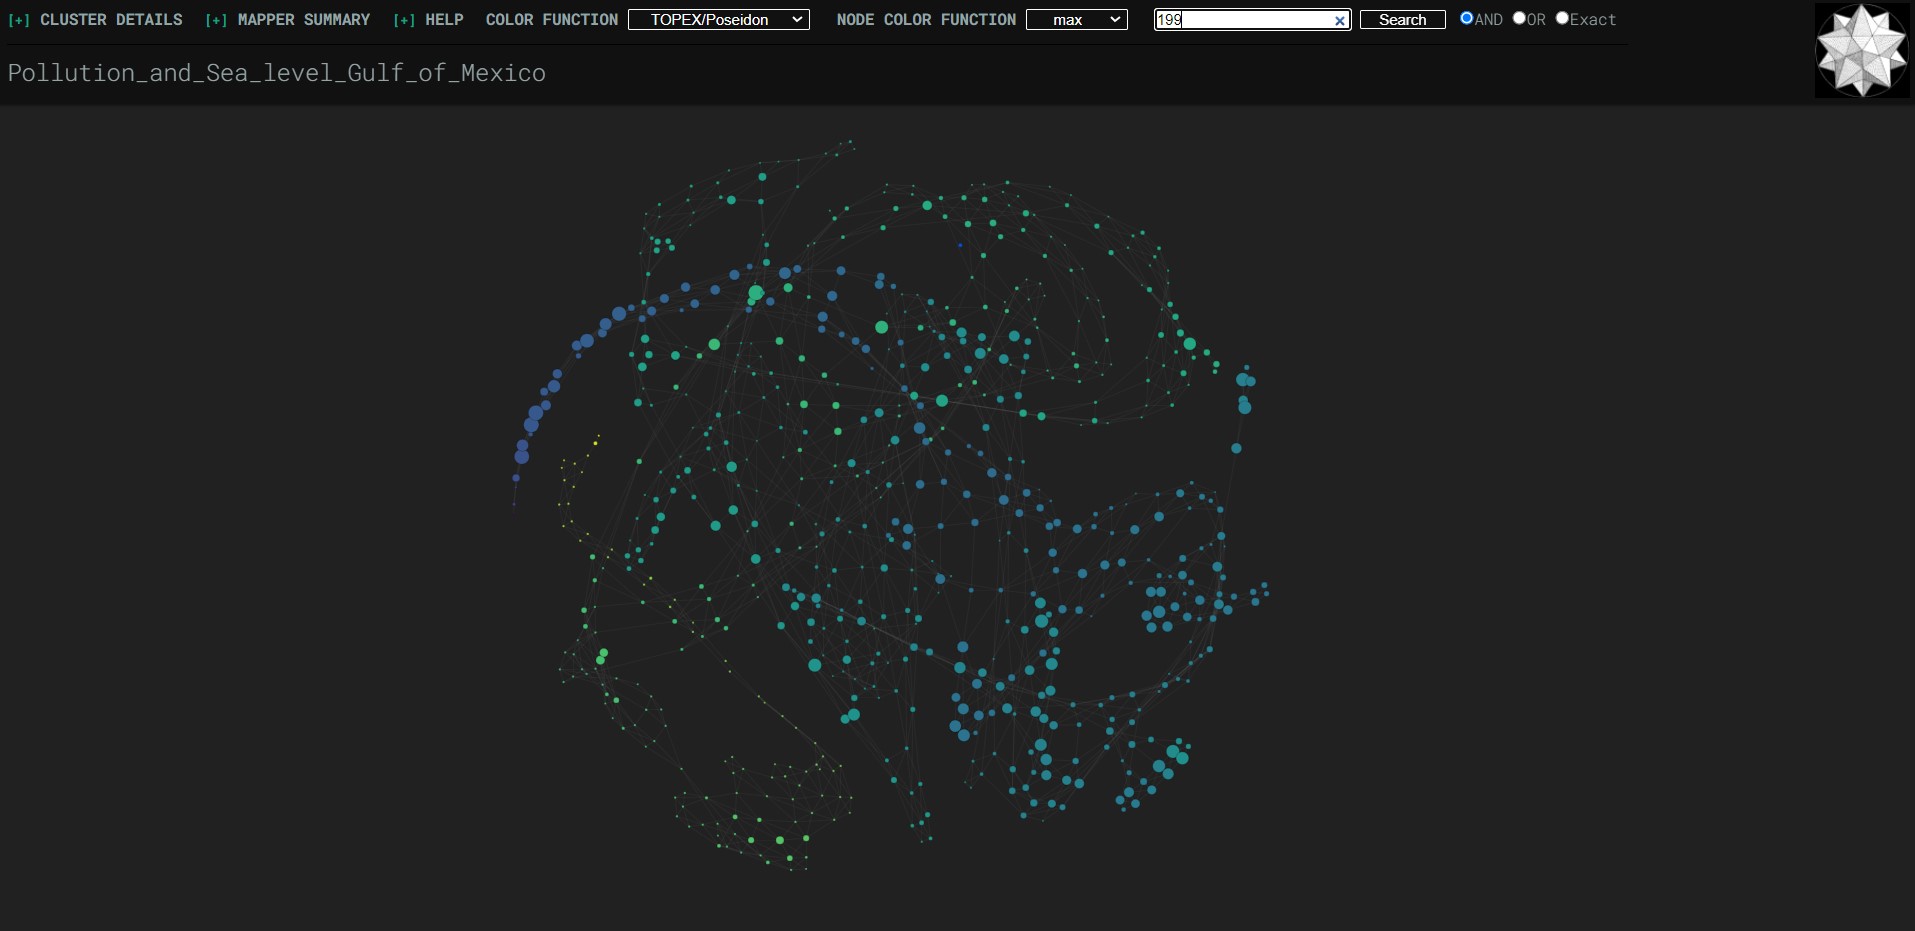 [+] CLUSTER DETAILS [+] MAPPER SUMMARY [+] HELP COLOR FUNCTION TOPEX/Poseidon NODE COLOR FUNCTION max 199 × Search AND OR Exact
Pollution_and_Sea_level_Gulf_of_Mexico